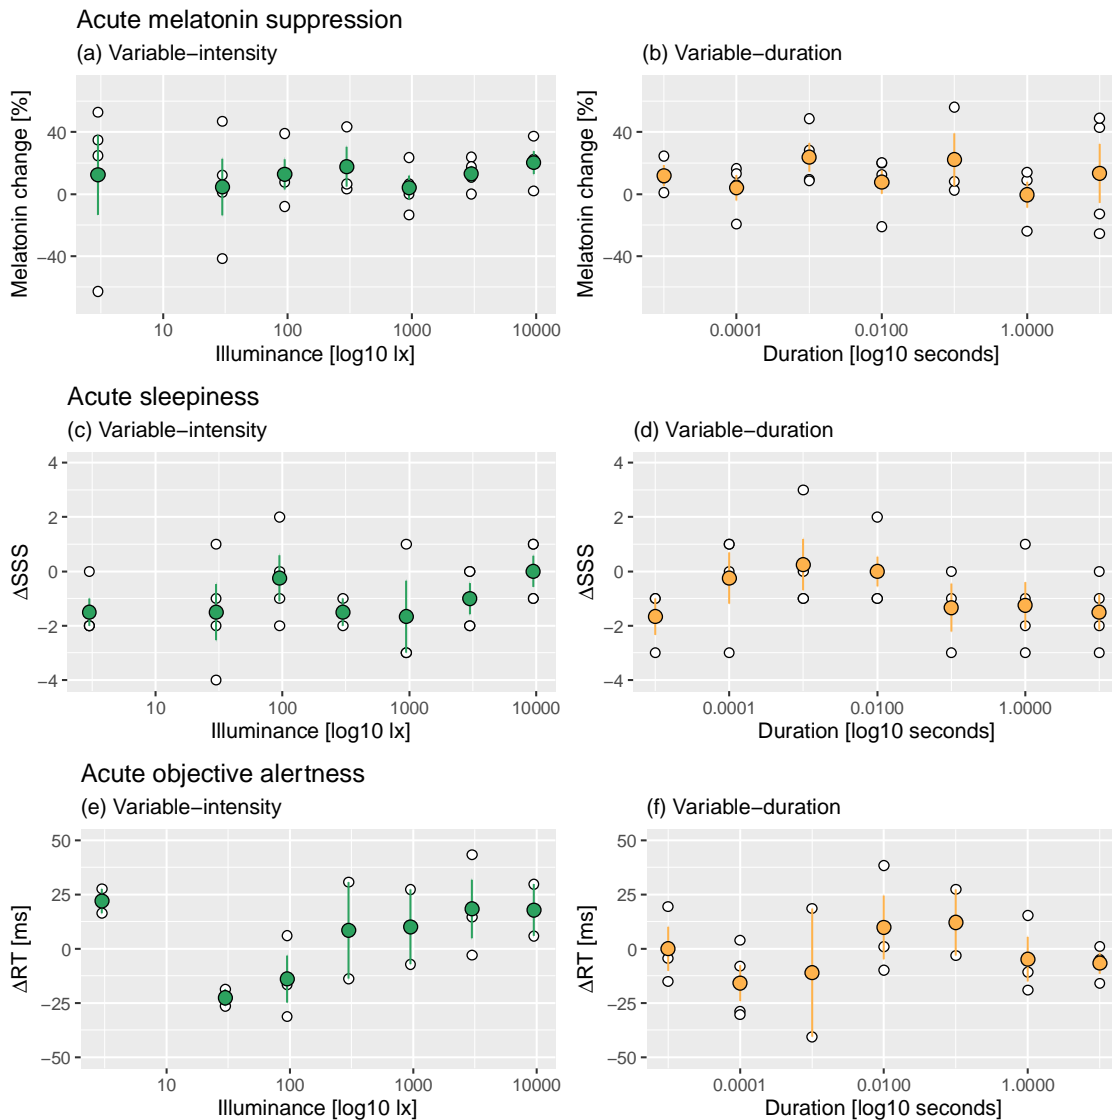 Acute melatonin suppression
(a) Variable−intensity
(b) Variable−duration
Melatonin change [%]
40
0
−40
10
100
1000
10000
Illuminance [log10 lx]
Melatonin change [%]
40
0
−40
0.0001
0.0100
1.0000
Duration [log10 seconds]
Acute sleepiness
(c) Variable−intensity
(d) Variable−duration
ΔSSS
4
2
0
−2
−4
10
100
1000
10000
Illuminance [log10 lx]
ΔSSS
4
2
0
−2
−4
0.0001
0.0100
1.0000
Duration [log10 seconds]
Acute objective alertness
(e) Variable−intensity
(f) Variable−duration
ΔRT [ms]
50
25
0
−25
−50
10
100
1000
10000
Illuminance [log10 lx]
ΔRT [ms]
50
25
0
−25
−50
0.0001
0.0100
1.0000
Duration [log10 seconds]